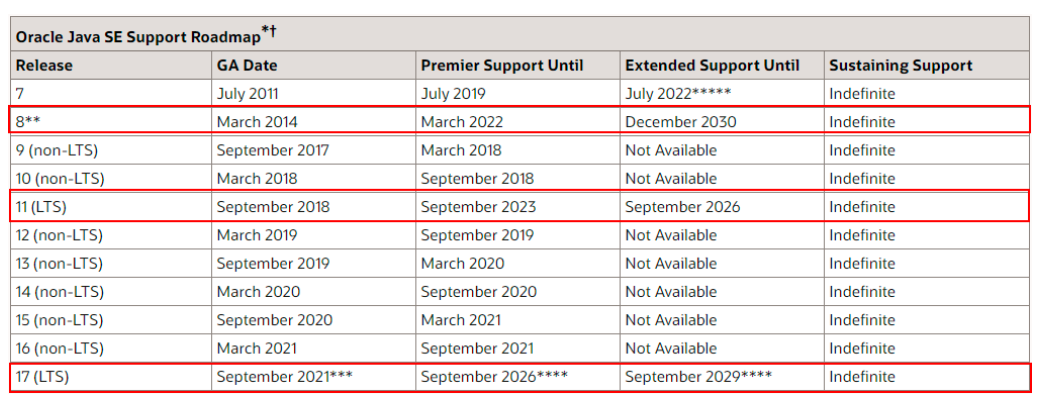 Oracle Java SE Support Roadmap*†
Release GA Date Premier Support Until Extended Support Until Sustaining Support
7 July 2011 July 2019 July 2022***** Indefinite
8** March 2014 March 2022 December 2030 Indefinite
9 (non-LTS) September 2017 March 2018 Not Available Indefinite
10 (non-LTS) March 2018 September 2018 Not Available Indefinite
11 (LTS) September 2018 September 2023 September 2026 Indefinite
12 (non-LTS) March 2019 September 2019 Not Available Indefinite
13 (non-LTS) September 2019 March 2020 Not Available Indefinite
14 (non-LTS) March 2020 September 2020 Not Available Indefinite
15 (non-LTS) September 2020 March 2021 Not Available Indefinite
16 (non-LTS) March 2021 September 2021 Not Available Indefinite
17 (LTS) September 2021*** September 2026**** September 2029**** Indefinite